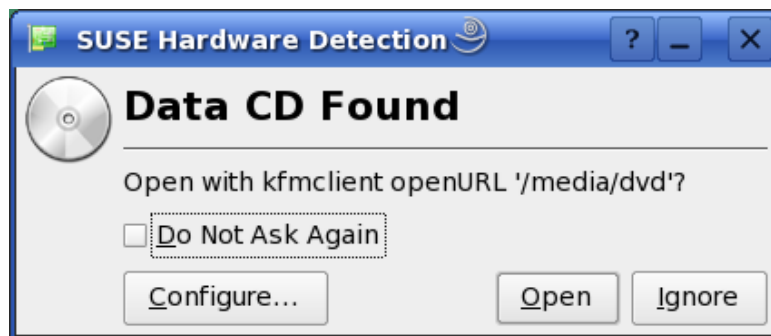 SUSE Hardware Detection
Data CD Found
Open with kfmclient openURL '/media/dvd'?
Do Not Ask Again
Configure... Open Ignore